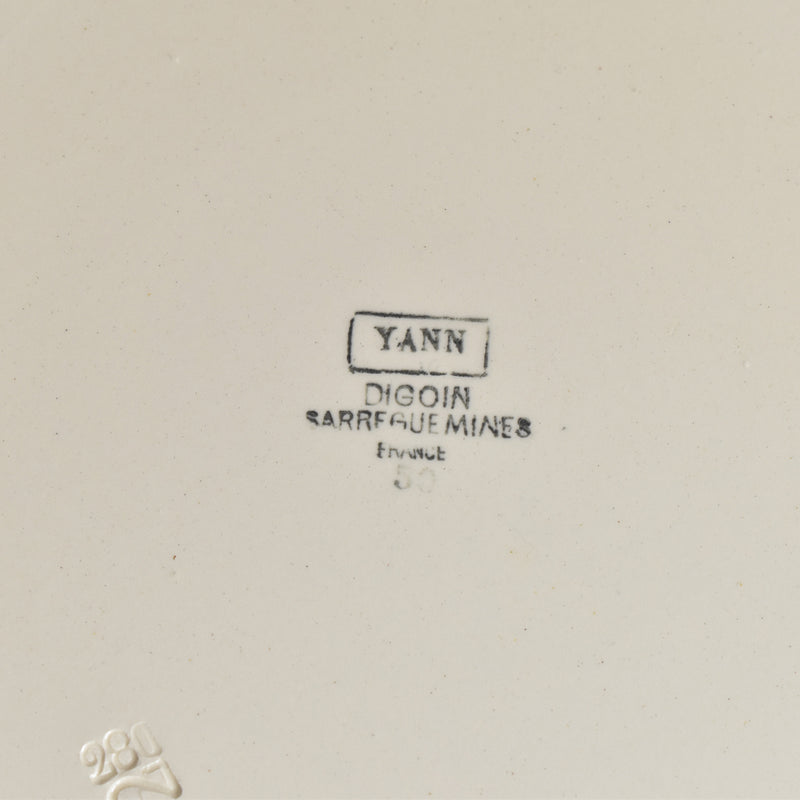 YANN
DIGOIN
SARREGUEMINES
FRANCE
280